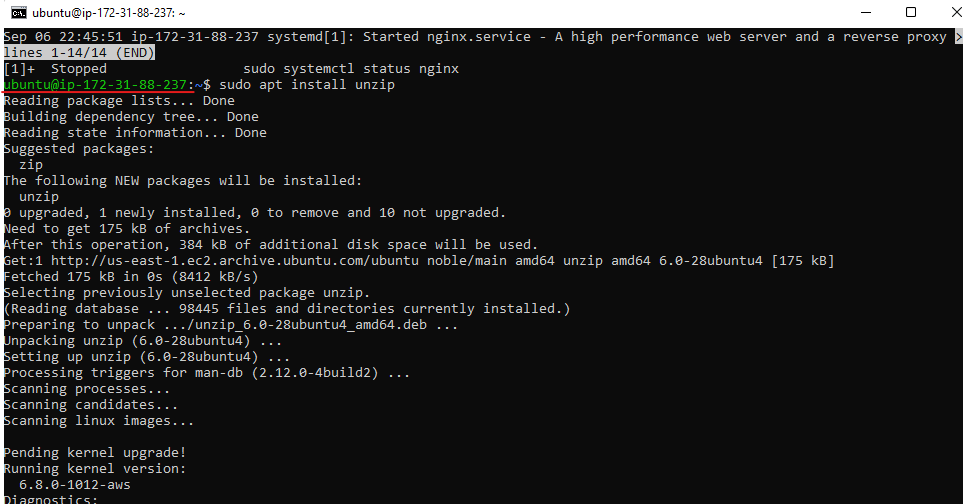 ubuntu@ip-172-31-88-237: ~
Sep 06 22:45:51 ip-172-31-88-237 systemd[1]: Started nginx.service - A high performance web server and a reverse proxy >
lines 1-14/14 (END)
[1]+  Stopped                 sudo systemctl status nginx
ubuntu@ip-172-31-88-237:~$ sudo apt install unzip
Reading package lists... Done
Building dependency tree... Done
Reading state information... Done
Suggested packages:
  zip
The following NEW packages will be installed:
  unzip
0 upgraded, 1 newly installed, 0 to remove and 10 not upgraded.
Need to get 175 kB of archives.
After this operation, 384 kB of additional disk space will be used.
Get:1 http://us-east-1.ec2.archive.ubuntu.com/ubuntu noble/main amd64 unzip amd64 6.0-28ubuntu4 [175 kB]
Fetched 175 kB in 0s (8412 kB/s)
Selecting previously unselected package unzip.
(Reading database ... 98445 files and directories currently installed.)
Preparing to unpack .../unzip_6.0-28ubuntu4_amd64.deb ...
Unpacking unzip (6.0-28ubuntu4) ...
Setting up unzip (6.0-28ubuntu4) ...
Processing triggers for man-db (2.12.0-4build2) ...
Scanning processes...
Scanning candidates...
Scanning linux images...

Pending kernel upgrade!
Running kernel version:
  6.8.0-1012-aws
Diagnostics: